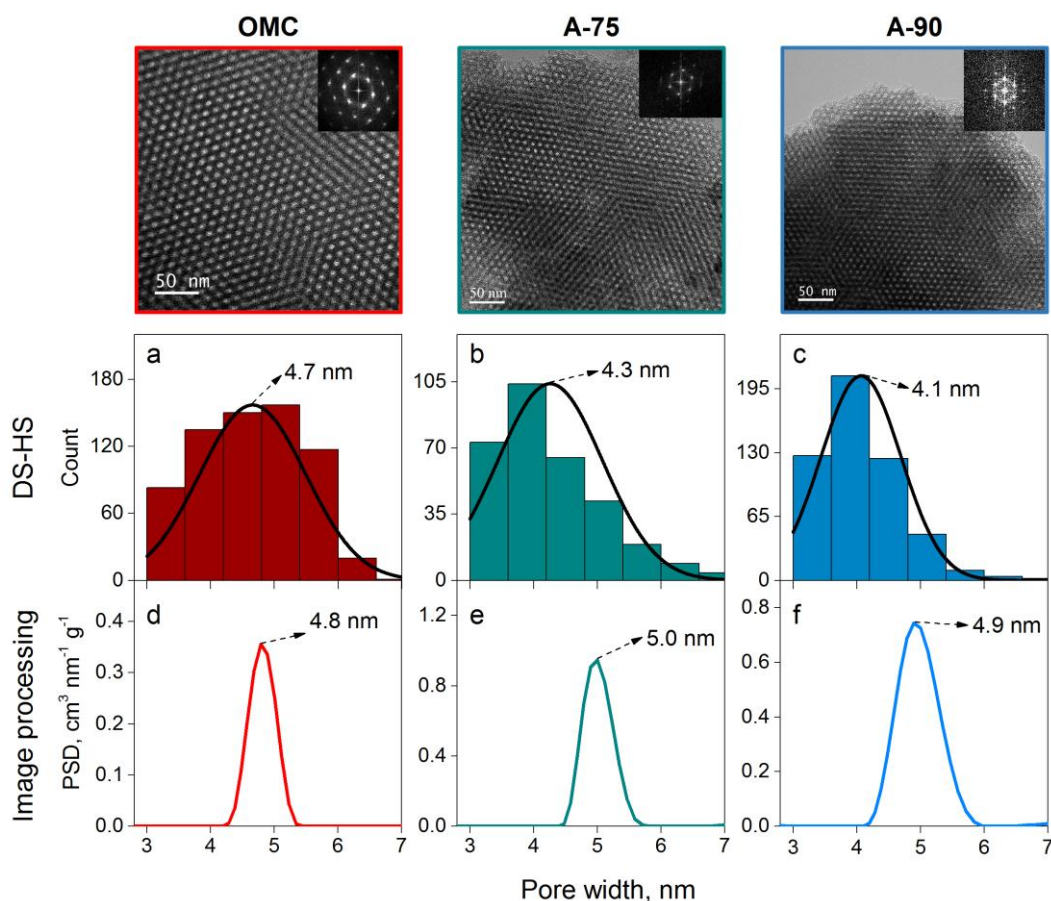 OMC A-75 A-90
50 nm 50 nm 50 nm
DS-HS
Count
a
4.7 nm
180
120
60
0
b
4.3 nm
105
70
35
0
c
4.1 nm
195
130
65
0
Image processing
PSD, cm³ nm⁻¹ g⁻¹
d
4.8 nm
0.4
0.3
0.2
0.1
0.0
3 4 5 6 7
e
5.0 nm
1.2
0.8
0.4
0.0
3 4 5 6 7
f
4.9 nm
0.8
0.6
0.4
0.2
0.0
3 4 5 6 7
Pore width, nm